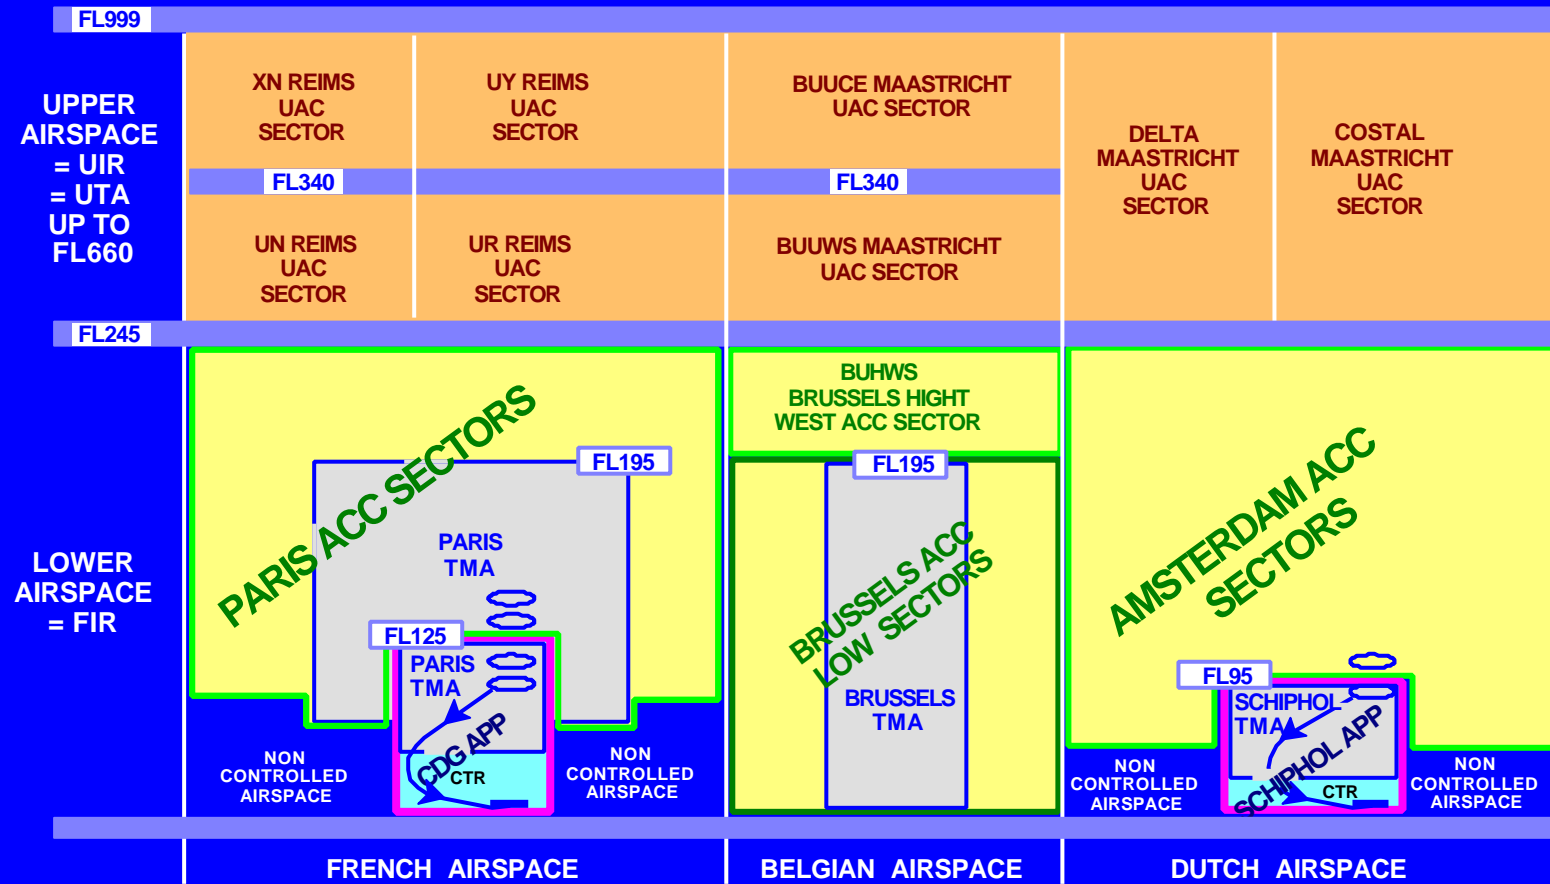 FL999
UPPER
AIRSPACE
= UIR
= UTA
UP TO
FL660
XN REIMS
UAC
SECTOR
UY REIMS
UAC
SECTOR
BUUCE MAASTRICHT
UAC SECTOR
DELTA
MAASTRICHT
UAC
SECTOR
COSTAL
MAASTRICHT
UAC
SECTOR
FL340
FL340
UN REIMS
UAC
SECTOR
UR REIMS
UAC
SECTOR
BUUWS MAASTRICHT
UAC SECTOR
FL245
LOWER
AIRSPACE
= FIR
PARIS ACC SECTORS
FL195
PARIS
TMA
FL125
PARIS
TMA
CDG APP
CTR
NON
CONTROLLED
AIRSPACE
NON
CONTROLLED
AIRSPACE
BUHWS
BRUSSELS HIGHT
WEST ACC SECTOR
FL195
BRUSSELS ACC
LOW SECTORS
BRUSSELS
TMA
AMSTERDAM ACC
SECTORS
FL95
SCHIPHOL
TMA
SCHIPHOL APP
CTR
NON
CONTROLLED
AIRSPACE
NON
CONTROLLED
AIRSPACE
FRENCH AIRSPACE
BELGIAN AIRSPACE
DUTCH AIRSPACE